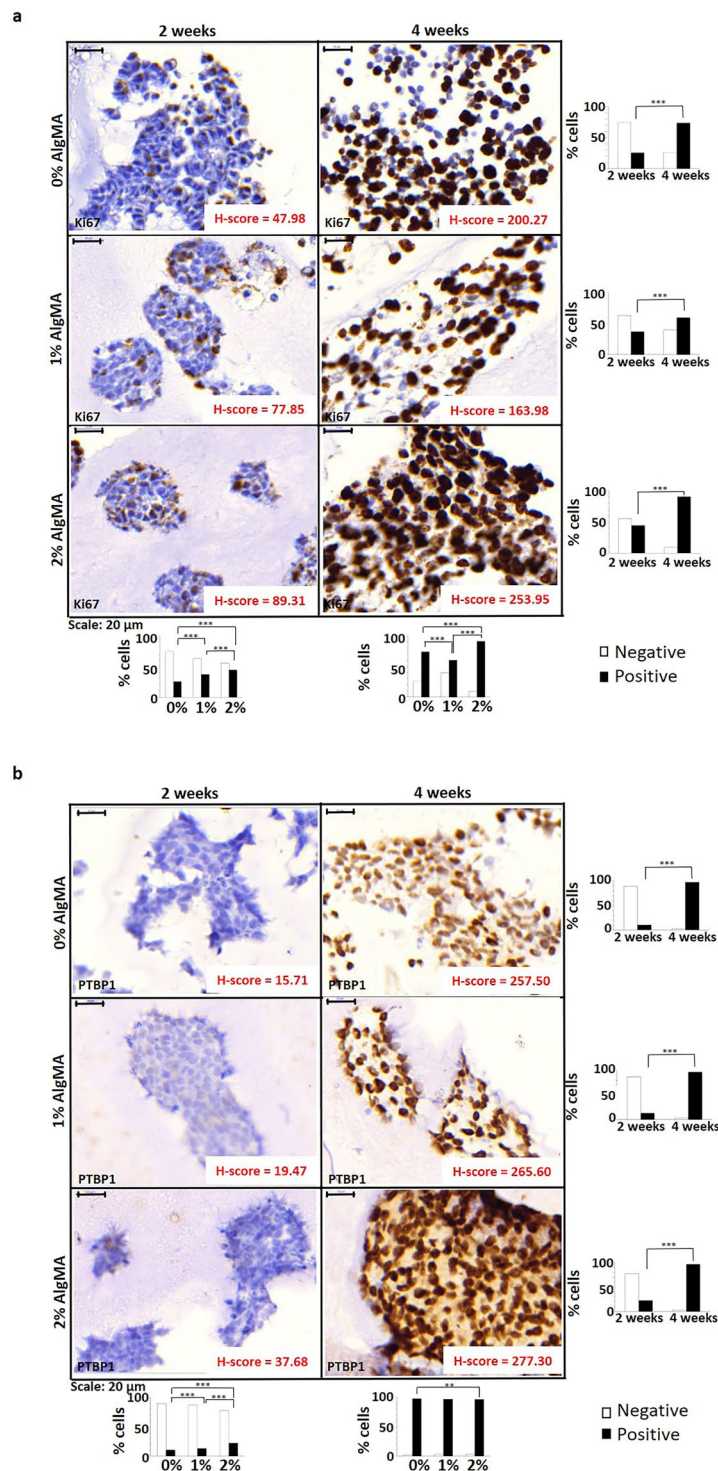 a
2 weeks 4 weeks
0% AlgMA
Ki67
H-score = 47.98
Ki67
H-score = 200.27
% cells
100
50
0
2 weeks 4 weeks
***
1% AlgMA
Ki67
H-score = 77.85
Ki67
H-score = 163.98
% cells
100
50
0
2 weeks 4 weeks
***
2% AlgMA
Ki67
H-score = 89.31
Ki67
H-score = 253.95
% cells
100
50
0
2 weeks 4 weeks
***
Scale: 20 µm
% cells
100
50
0
0% 1% 2%
***
***
***
% cells
100
50
0
0% 1% 2%
***
***
***
Negative
Positive
b
2 weeks 4 weeks
0% AlgMA
PTBP1
H-score = 15.71
PTBP1
H-score = 257.50
% cells
100
50
0
2 weeks 4 weeks
***
1% AlgMA
PTBP1
H-score = 19.47
PTBP1
H-score = 265.60
% cells
100
50
0
2 weeks 4 weeks
***
2% AlgMA
PTBP1
H-score = 37.68
PTBP1
H-score = 277.30
% cells
100
50
0
2 weeks 4 weeks
***
Scale: 20 µm
% cells
100
50
0
0% 1% 2%
***
***
***
% cells
100
50
0
0% 1% 2%
**
Negative
Positive